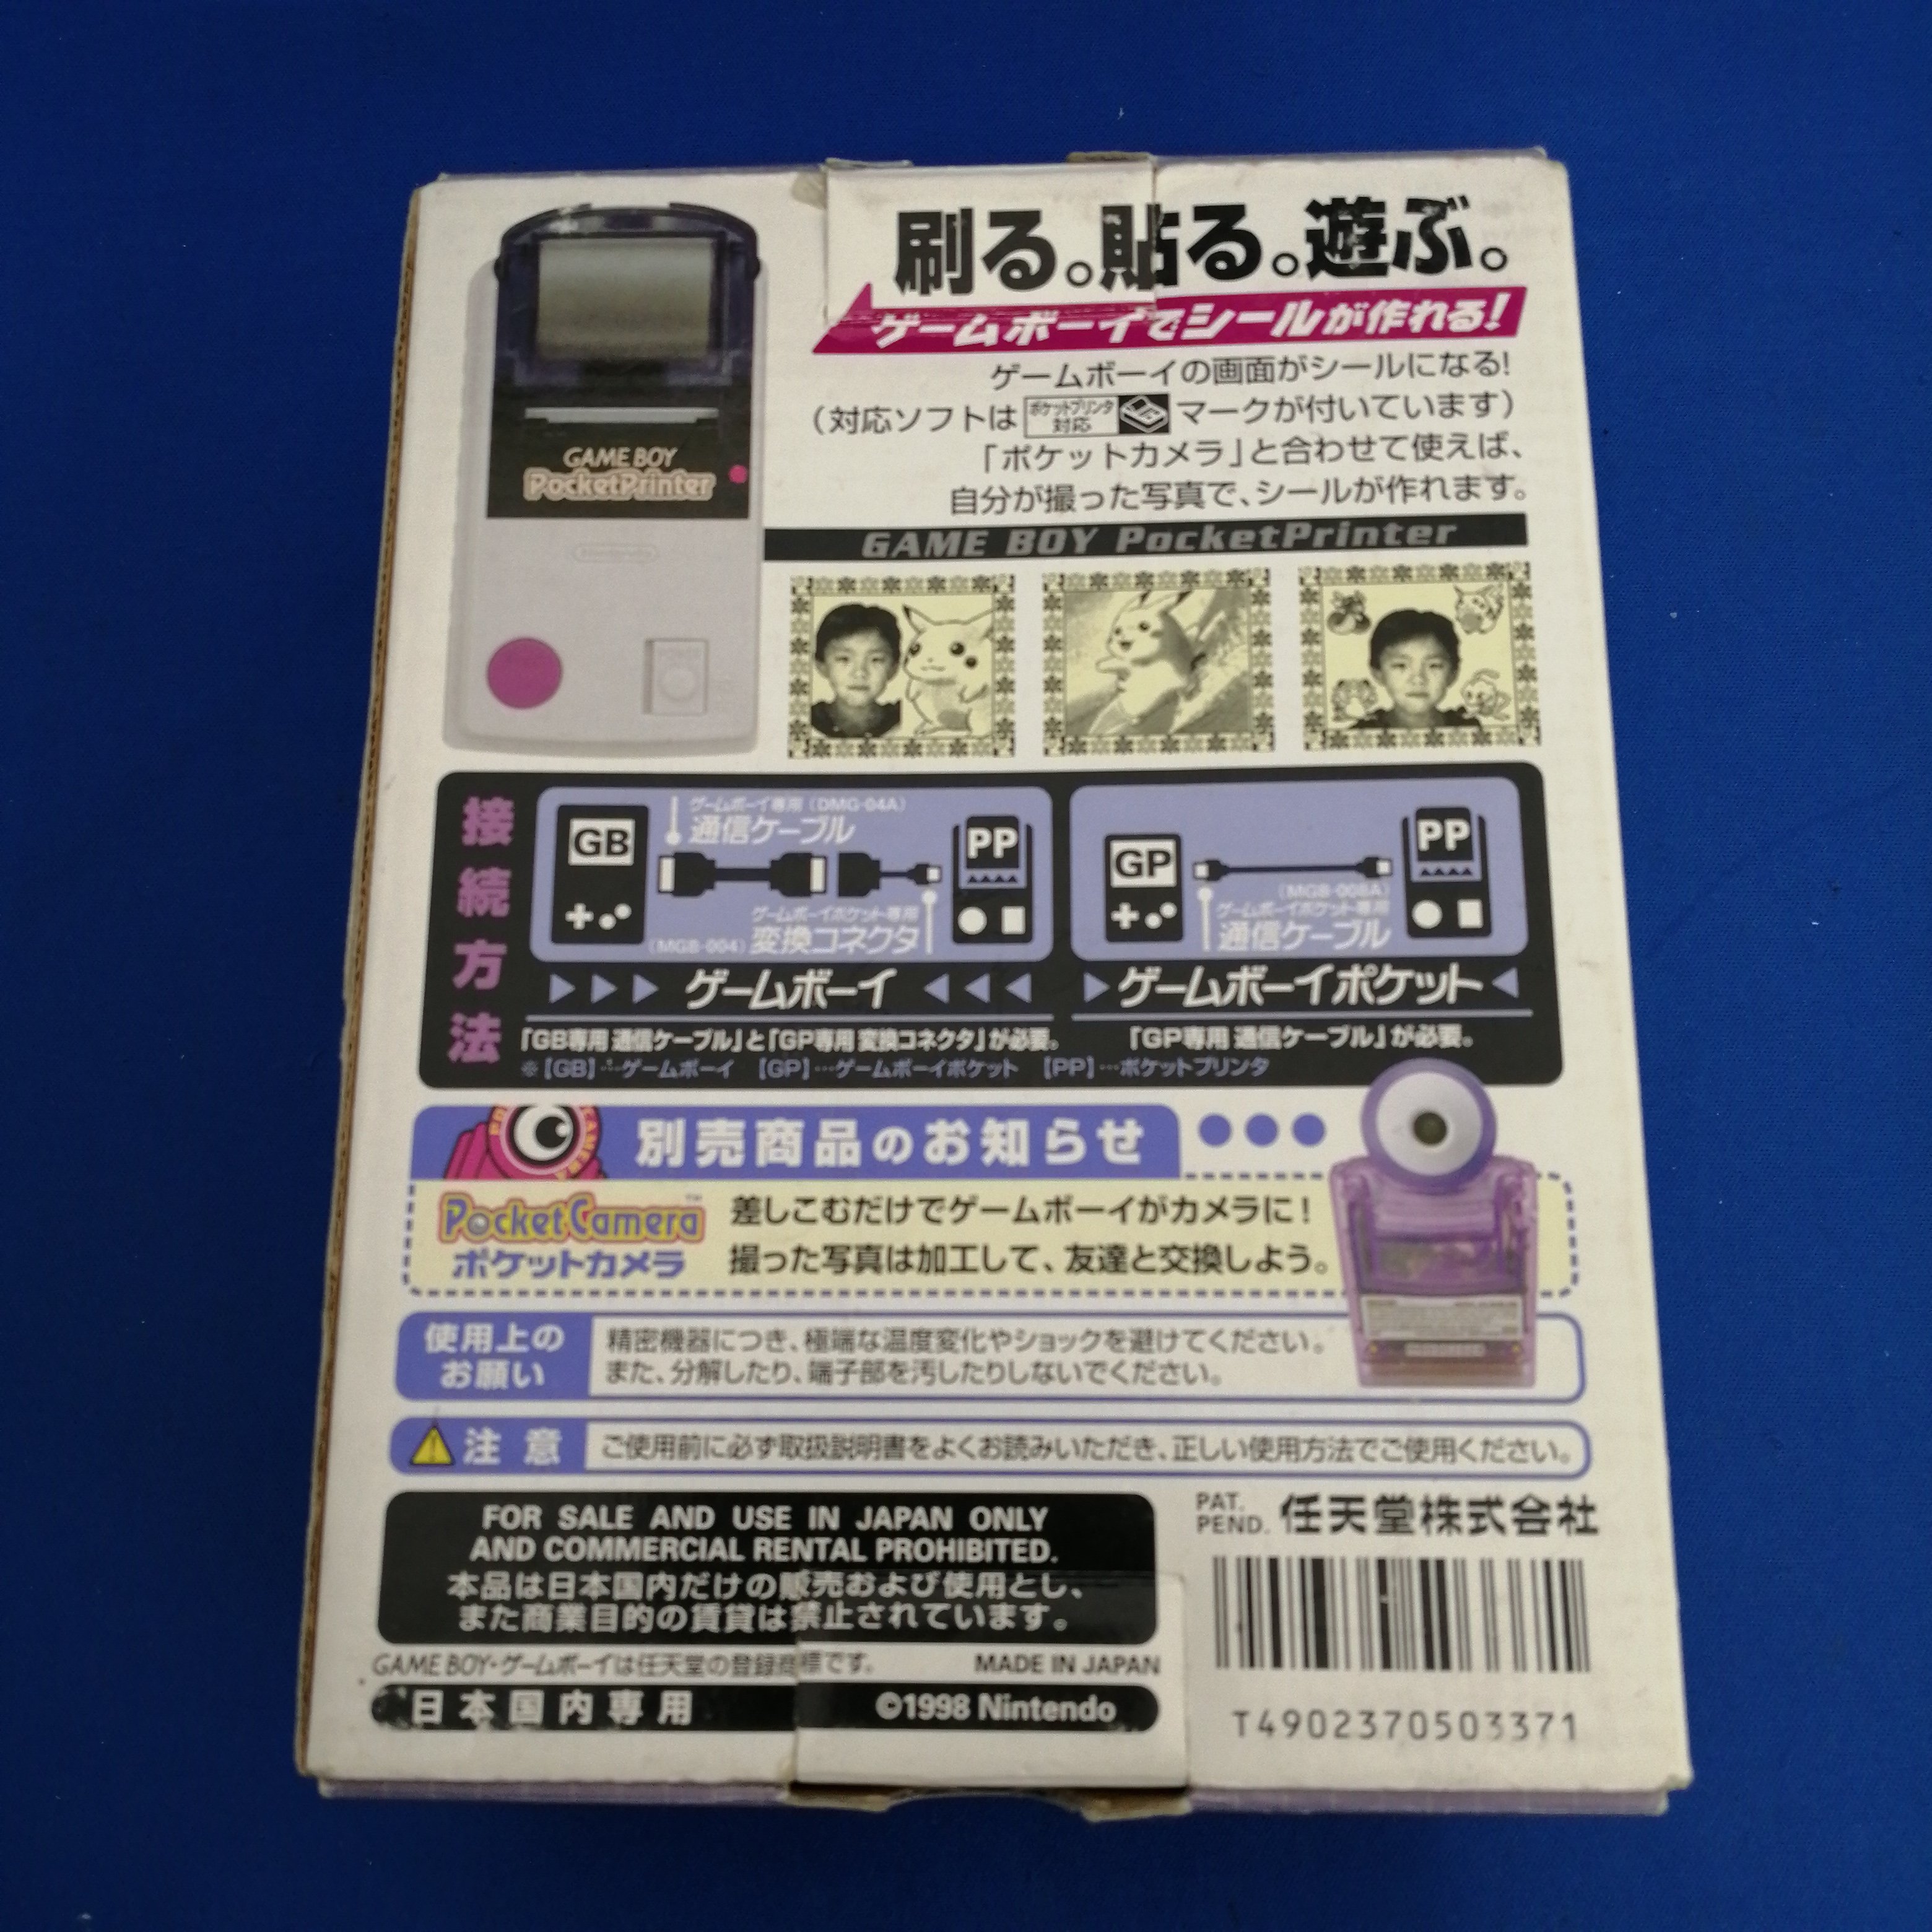 刷る。貼る。遊ぶ。
ゲームボーイでシールが作れる!
ゲームボーイの画面がシールになる!
(対応ソフトは ポケットプリンタ対応 マークが付いています)
「ポケットカメラ」と合わせて使えば、
自分が撮った写真で、シールが作れます。
GAME BOY
PocketPrinter
Nintendo
GAME BOY PocketPrinter
接続方法
GB
ゲームボーイ専用(DMG-04A)
通信ケーブル
PP
ゲームボーイポケット専用
(MGB-004)変換コネクタ
ゲームボーイ
「GB専用 通信ケーブル」と「GP専用 変換コネクタ」が必要。
GP
PP
(MGB-008A)
ゲームボーイポケット専用
通信ケーブル
ゲームボーイポケット
「GP専用 通信ケーブル」が必要。
※【GB】…ゲームボーイ 【GP】…ゲームボーイポケット 【PP】…ポケットプリンタ
別売商品のお知らせ
PocketCamera™
ポケットカメラ
差しこむだけでゲームボーイがカメラに!
撮った写真は加工して、友達と交換しよう。
使用上の
お願い
精密機器につき、極端な温度変化やショックを避けてください。
また、分解したり、端子部を汚したりしないでください。
注意
ご使用前に必ず取扱説明書をよくお読みいただき、正しい使用方法でご使用ください。
FOR SALE AND USE IN JAPAN ONLY
AND COMMERCIAL RENTAL PROHIBITED.
本品は日本国内だけの販売および使用とし、
また商業目的の賃貸は禁止されています。
GAME BOY・ゲームボーイは任天堂の登録商標です。
MADE IN JAPAN
日本国内専用
©1998 Nintendo
PAT.
PEND.
任天堂株式会社
T4902370503371